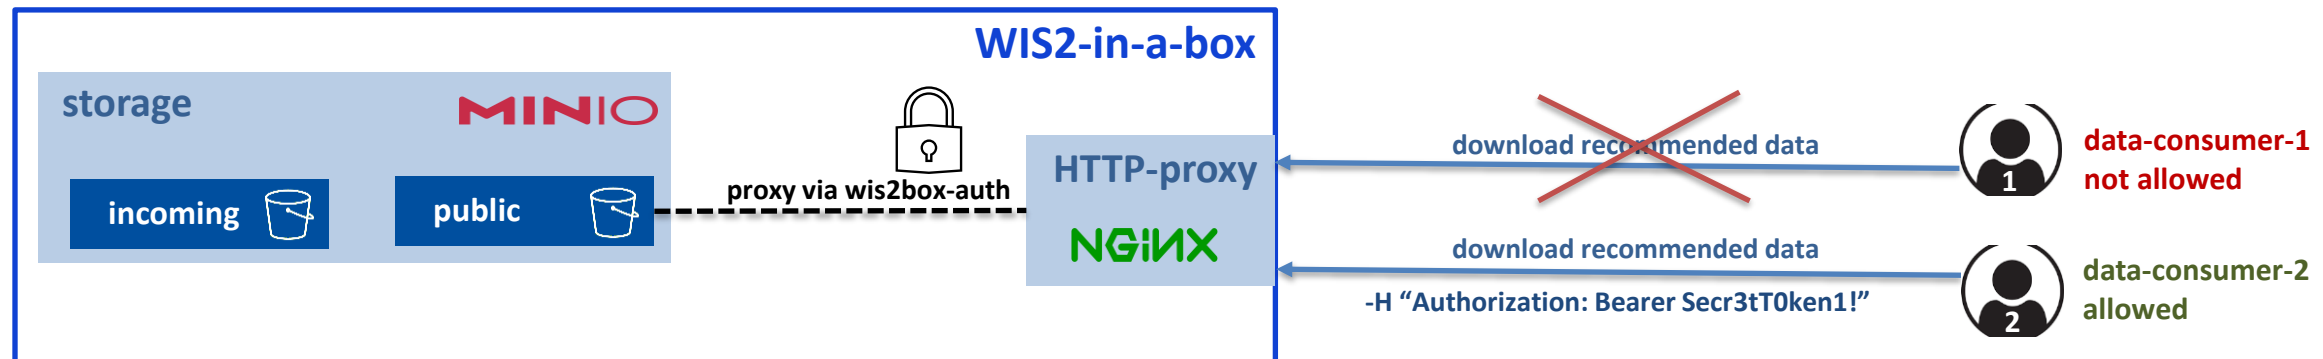 WIS2-in-a-box
storage
MINIO
incoming
public
proxy via wis2box-auth
HTTP-proxy
NGINX
download recommended data
1
data-consumer-1
not allowed
download recommended data
-H “Authorization: Bearer Secr3tT0ken1!”
2
data-consumer-2
allowed